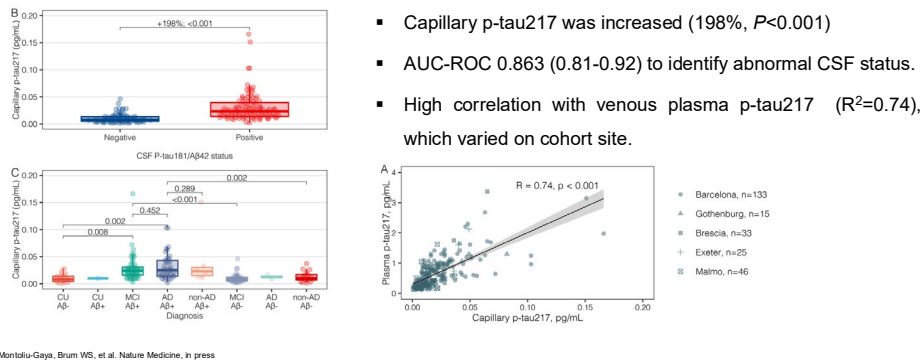 B
Capillary p-tau217 (pg/mL)
0.20
0.15
0.10
0.05
0.00
+198%; <0.001
Negative
Positive
CSF P-tau181/Aβ42 status
▪ Capillary p-tau217 was increased (198%, P<0.001)
▪ AUC-ROC 0.863 (0.81-0.92) to identify abnormal CSF status.
▪ High correlation with venous plasma p-tau217 (R²=0.74),
which varied on cohort site.
C
Capillary p-tau217 (pg/mL)
0.20
0.15
0.10
0.05
0.00
0.002
0.289
<0.001
0.452
0.002
0.008
CU CU MCI AD non-AD MCI AD non-AD
Aβ- Aβ+ Aβ+ Aβ+ Aβ+ Aβ- Aβ- Aβ-
Diagnosis
A
Plasma p-tau217, pg/mL
4
3
2
1
0
R = 0.74, p < 0.001
0.00 0.05 0.10 0.15 0.20
Capillary p-tau217, pg/mL
Barcelona, n=133
Gothenburg, n=15
Brescia, n=33
Exeter, n=25
Malmo, n=46
Montoliu-Gaya, Brum WS, et al. Nature Medicine, in press